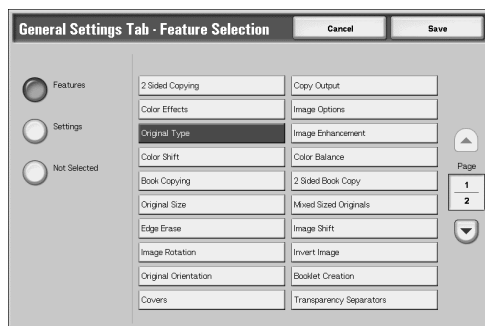 General Settings Tab - Feature Selection
Cancel
Save
Features
Settings
Not Selected
2 Sided Copying
Copy Output
Color Effects
Image Options
Original Type
Image Enhancement
Color Shift
Color Balance
Book Copying
2 Sided Book Copy
Original Size
Mixed Sized Originals
Edge Erase
Image Shift
Image Rotation
Invert Image
Original Orientation
Booklet Creation
Covers
Transparency Separators
Page
1
2